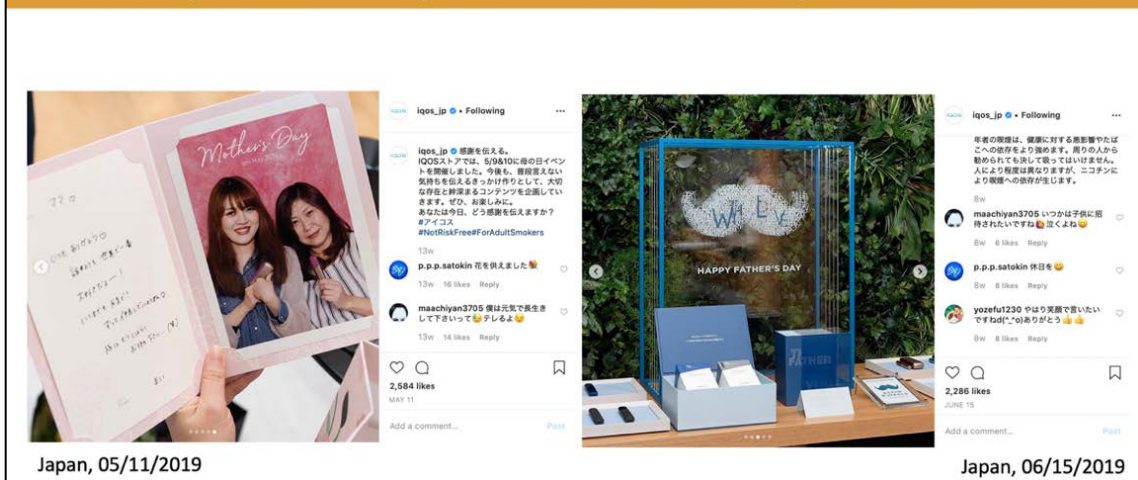 Mother's Day
ママ♡
iqos_jp • Following
iqos_jp 感謝を伝える。
IQOSストアでは、5/9&10に母の日イベン
トを開催しました。今後も、普段言えない
気持ちを伝えるきっかけ作りとして、大切
な存在と絆深まるコンテンツを企画してい
きます。ぜひ、お楽しみに。
あなたは今日、どう感謝を伝えますか？
#アイコス
#NotRiskFree#ForAdultSmokers
13w
p.p.p.satokin 花を供えました💐
13w 16 likes Reply
maachiyan3705 僕は元気で長生き
して下さいって😏テレるよ😏
13w 14 likes Reply
2,584 likes
MAY 11
Add a comment... Post
Japan, 05/11/2019
WITH LOVE
HAPPY FATHER'S DAY
iqos_jp • Following
年者の喫煙は、健康に対する悪影響やたば
こへの依存をより強めます。周りの人から
勧められても決して吸ってはいけません。
人により程度は異なりますが、ニコチンに
より喫煙への依存が生じます。
8w
maachiyan3705 いつかは子供に招
待されたいですね🙋泣くよね😄
8w 6 likes Reply
p.p.p.satokin 休日を😄
8w 8 likes Reply
yozefu1230 やはり笑顔で言いたい
ですねd(^_^o)ありがとう👍👍
8w 8 likes Reply
2,286 likes
JUNE 15
Add a comment... Post
Japan, 06/15/2019